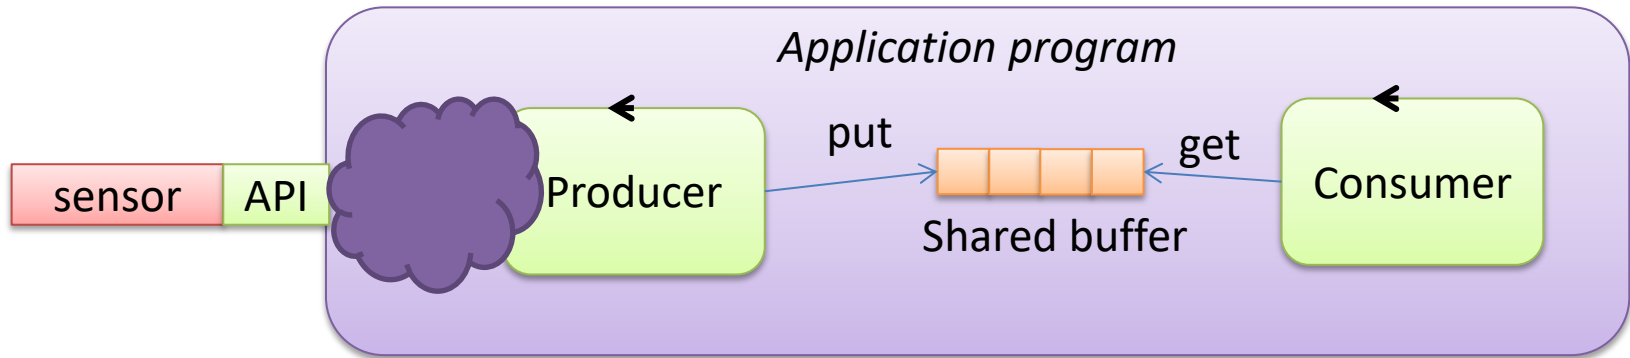 Application program
put
get
sensor
API
Producer
Consumer
Shared buffer